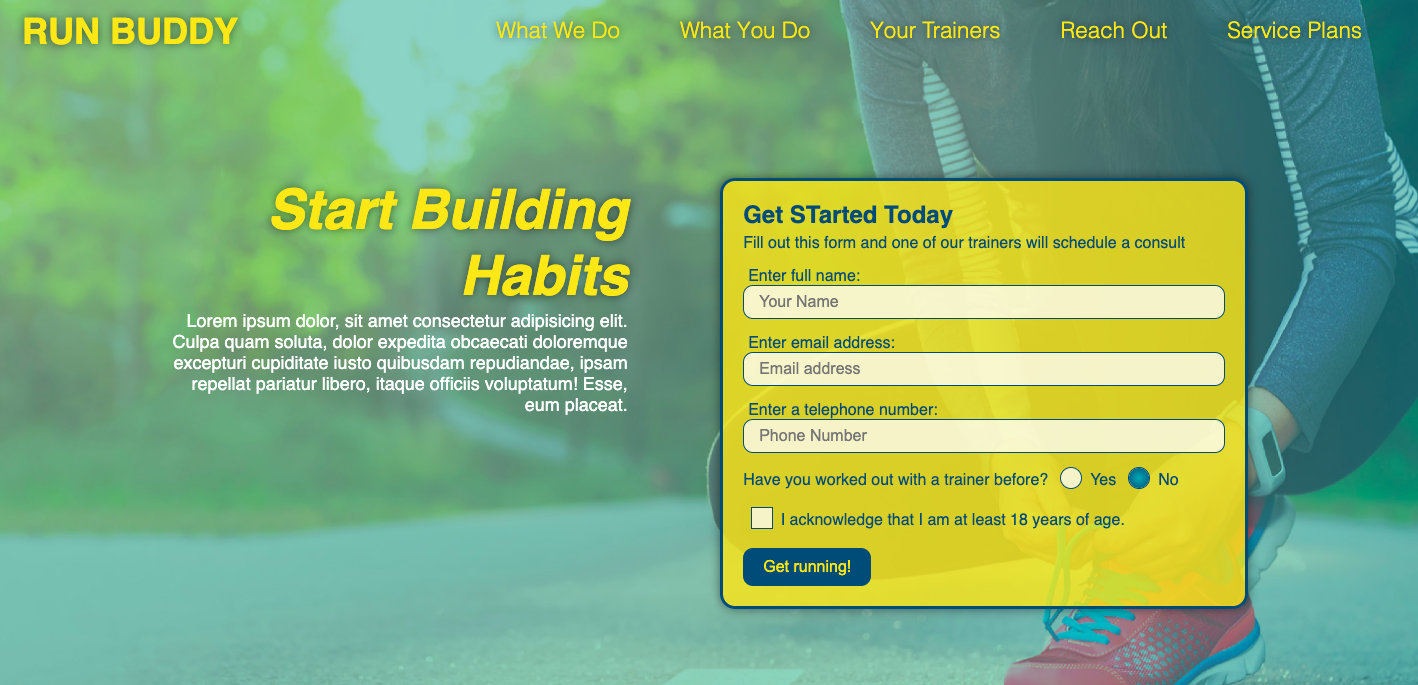 RUN BUDDY
What We Do
What You Do
Your Trainers
Reach Out
Service Plans
Start Building
Habits
Lorem ipsum dolor, sit amet consectetur adipisicing elit.
Culpa quam soluta, dolor expedita obcaecati doloremque
excepturi cupiditate iusto quibusdam repudiandae, ipsam
repellat pariatur libero, itaque officiis voluptatum! Esse,
eum placeat.
Get STarted Today
Fill out this form and one of our trainers will schedule a consult
Enter full name:
Your Name
Enter email address:
Email address
Enter a telephone number:
Phone Number
Have you worked out with a trainer before? Yes No
I acknowledge that I am at least 18 years of age.
Get running!